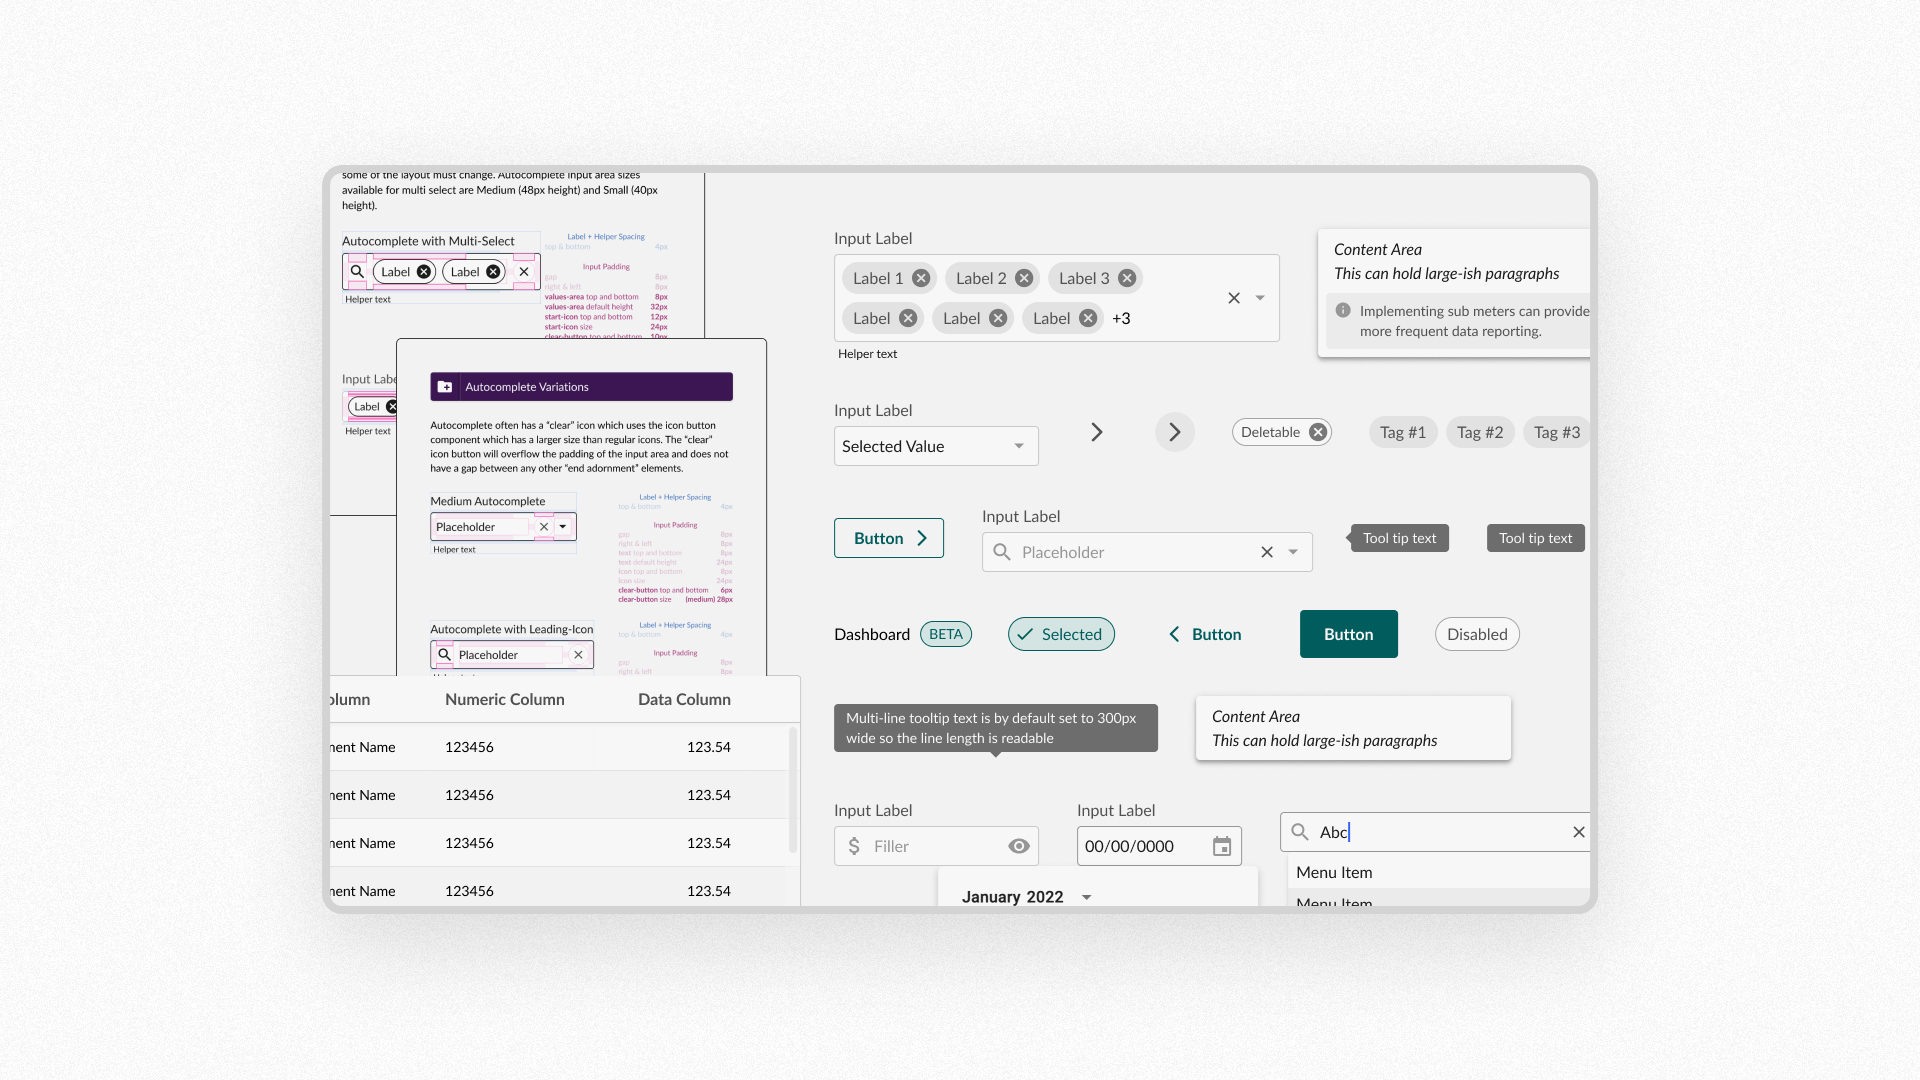 some of the layout must change. Autocomplete input area sizes
available for multi select are Medium (48px height) and Small (40px
height).
Autocomplete with Multi-Select
Label
Label
Helper text
Label + Helper Spacing
top & bottom 4px
Input Padding
gap 8px
right & left 8px
values-area top and bottom 8px
values-area default height 32px
start-icon top and bottom 12px
start-icon size 24px
clear-button top and bottom 10px
Input Labe
Label
Helper text
Autocomplete Variations
Autocomplete often has a “clear” icon which uses the icon button
component which has a larger size than regular icons. The “clear”
icon button will overflow the padding of the input area and does not
have a gap between any other “end adornment” elements.
Medium Autocomplete
Placeholder
Helper text
Label + Helper Spacing
top & bottom 4px
Input Padding
gap 8px
right & left 8px
text top and bottom 8px
text default height 24px
icon top and bottom 8px
icon size 24px
clear-button top and bottom 6px
clear-button size (medium) 28px
Autocomplete with Leading-Icon
Placeholder
Label + Helper Spacing
top & bottom 4px
Input Padding
gap 8px
right & left 8px
olumn Numeric Column Data Column
ment Name 123456 123.54
ment Name 123456 123.54
ment Name 123456 123.54
ment Name 123456 123.54
Input Label
Label 1 Label 2 Label 3
Label Label Label +3
Helper text
Content Area
This can hold large-ish paragraphs
Implementing sub meters can provide
more frequent data reporting.
Input Label
Selected Value
Deletable
Tag #1 Tag #2 Tag #3
Button
Input Label
Placeholder
Tool tip text
Tool tip text
Dashboard BETA
Selected
Button
Button
Disabled
Multi-line tooltip text is by default set to 300px
wide so the line length is readable
Content Area
This can hold large-ish paragraphs
Input Label
$ Filler
Input Label
00/00/0000
January 2022
Abc
Menu Item
Menu Item